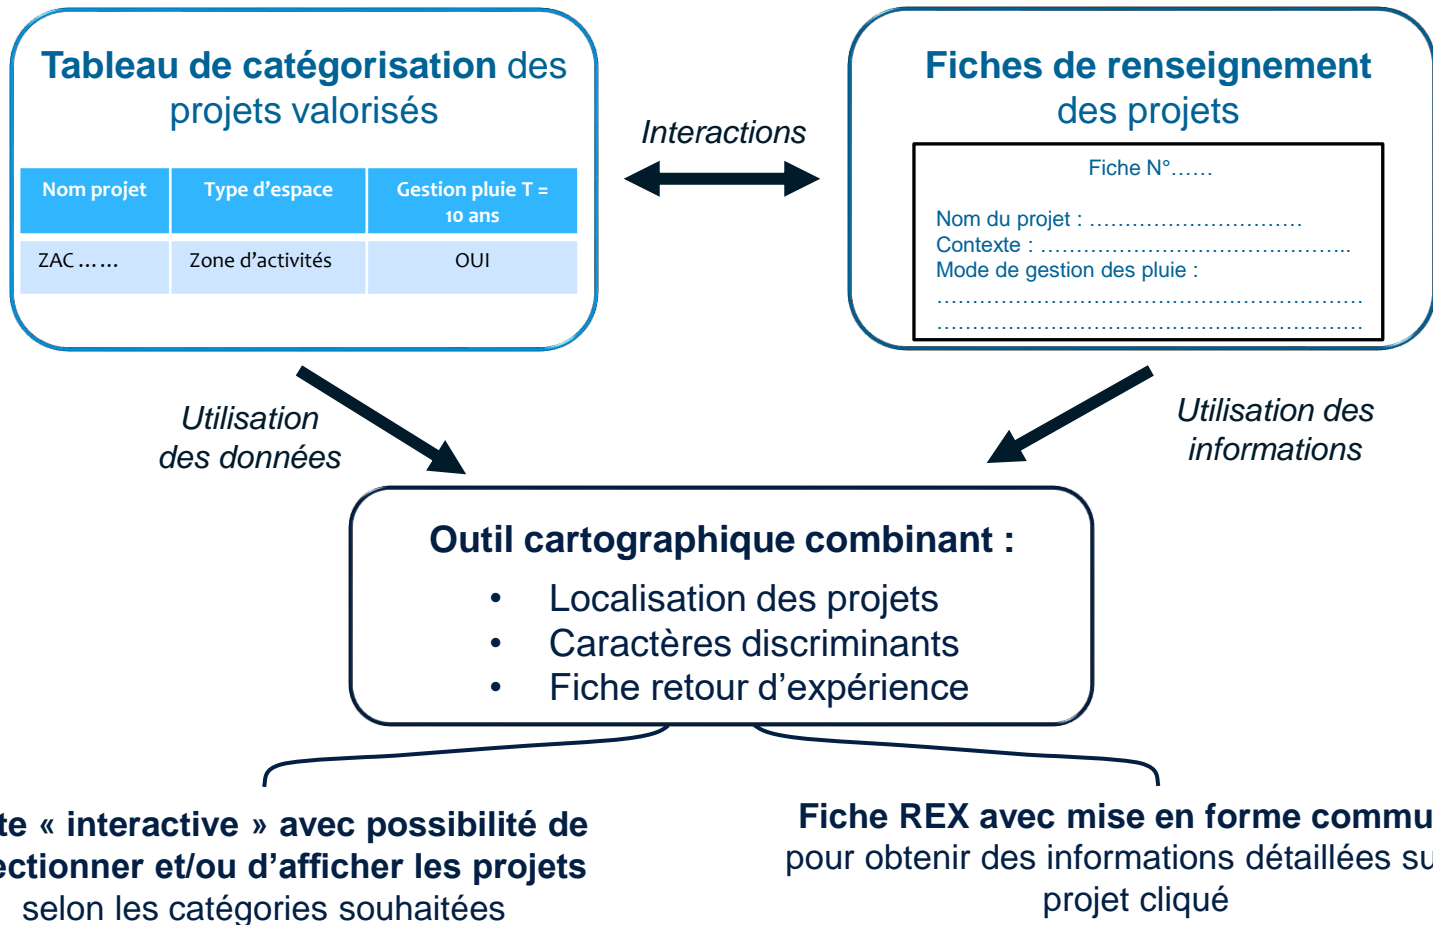 Tableau de catégorisation des
projets valorisés
Nom projet
Type d’espace
Gestion pluie T =
10 ans
ZAC ... ...
Zone d’activités
OUI
Interactions
Fiches de renseignement
des projets
Fiche N°……
Nom du projet : …………………………
Contexte : ……………………………………..
Mode de gestion des pluie :
……………………………………………………
……………………………………………………
Utilisation
des données
Utilisation des
informations
Outil cartographique combinant :
• Localisation des projets
• Caractères discriminants
• Fiche retour d’expérience
te « interactive » avec possibilité de
ectionner et/ou d’afficher les projets
selon les catégories souhaitées
Fiche REX avec mise en forme commu
pour obtenir des informations détaillées su
projet cliqué